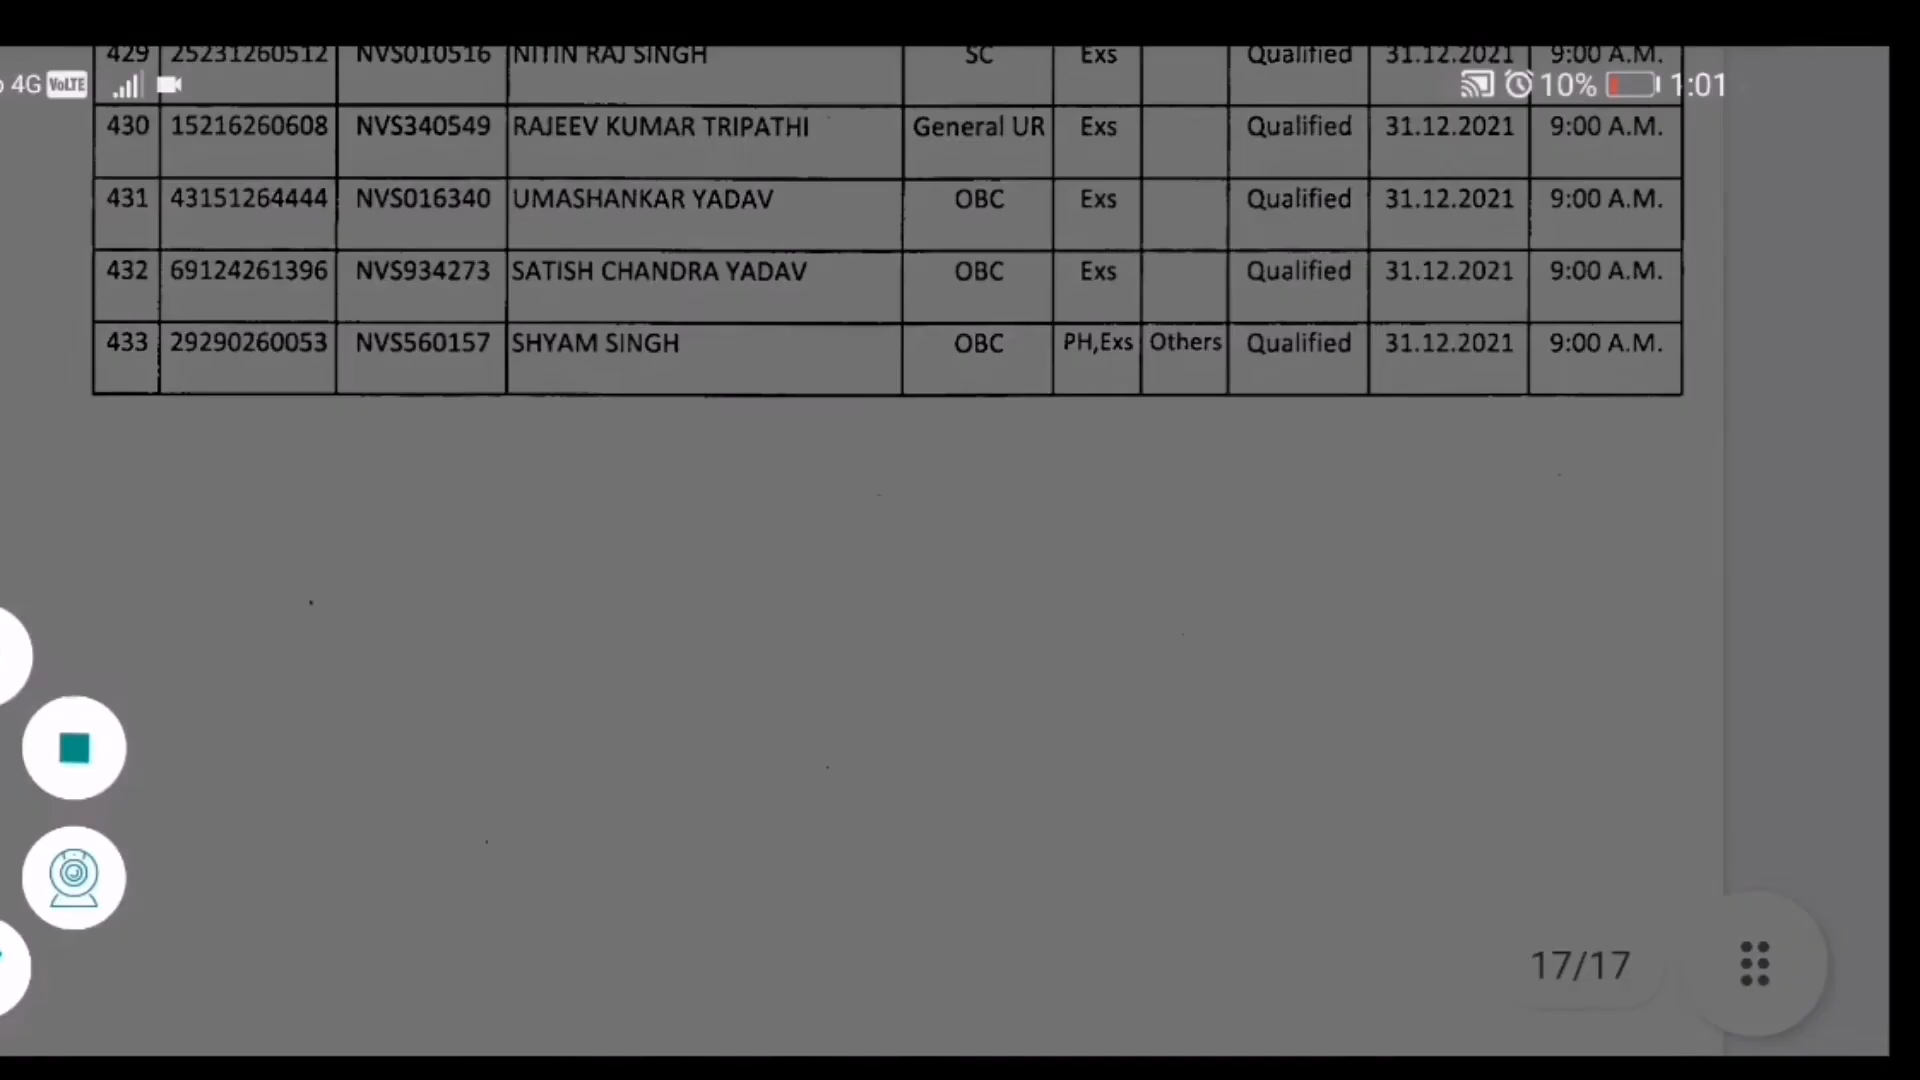 429 25231260512 NVS010516 NITIN RAJ SINGH SC Exs Qualified 31.12.2021 9:00 A.M.
4G VoLTE 10% 1:01
430 15216260608 NVS340549 RAJEEV KUMAR TRIPATHI General UR Exs Qualified 31.12.2021 9:00 A.M.
431 43151264444 NVS016340 UMASHANKAR YADAV OBC Exs Qualified 31.12.2021 9:00 A.M.
432 69124261396 NVS934273 SATISH CHANDRA YADAV OBC Exs Qualified 31.12.2021 9:00 A.M.
433 29290260053 NVS560157 SHYAM SINGH OBC PH,Exs Others Qualified 31.12.2021 9:00 A.M.
17/17